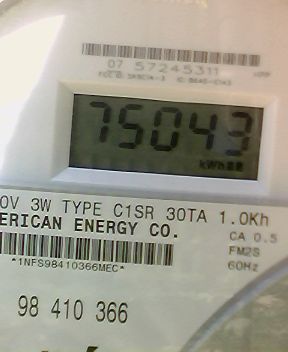 07 57245311
75043
kWh
0V 3W TYPE C1SR 30TA 1.0Kh
ERICAN ENERGY CO.
CA 0.5
FM2S
*1NFS98410366MEC*
60Hz
98 410 366